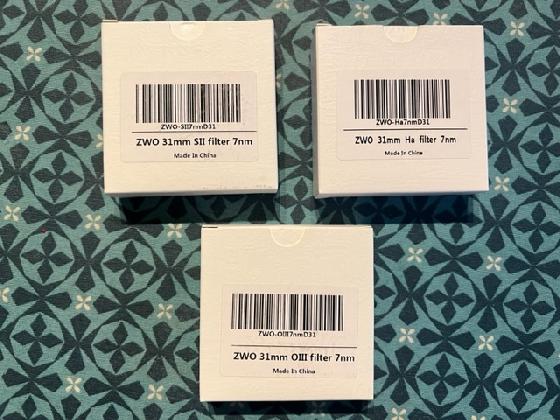 ZWO-SII7nmD31
ZWO 31mm SII filter 7nm
Made In China
ZWO-Ha7nmD31
ZWO 31mm Ha filter 7nm
Made In China
ZWO-OIII7nmD31
ZWO 31mm OIII filter 7nm
Made In China